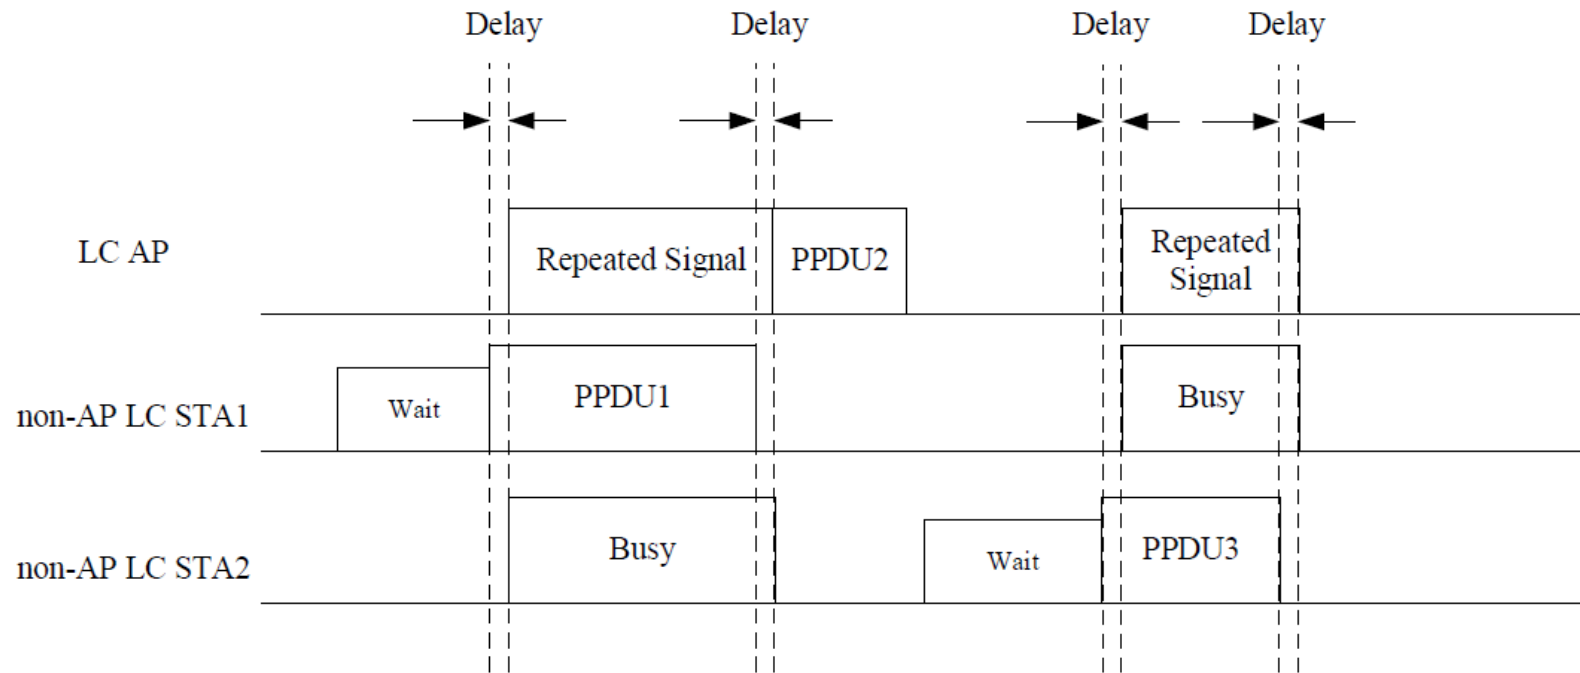 Delay Delay Delay Delay
LC AP
Repeated Signal
PPDU2
Repeated
Signal
non-AP LC STA1
Wait
PPDU1
Busy
non-AP LC STA2
Busy
Wait
PPDU3